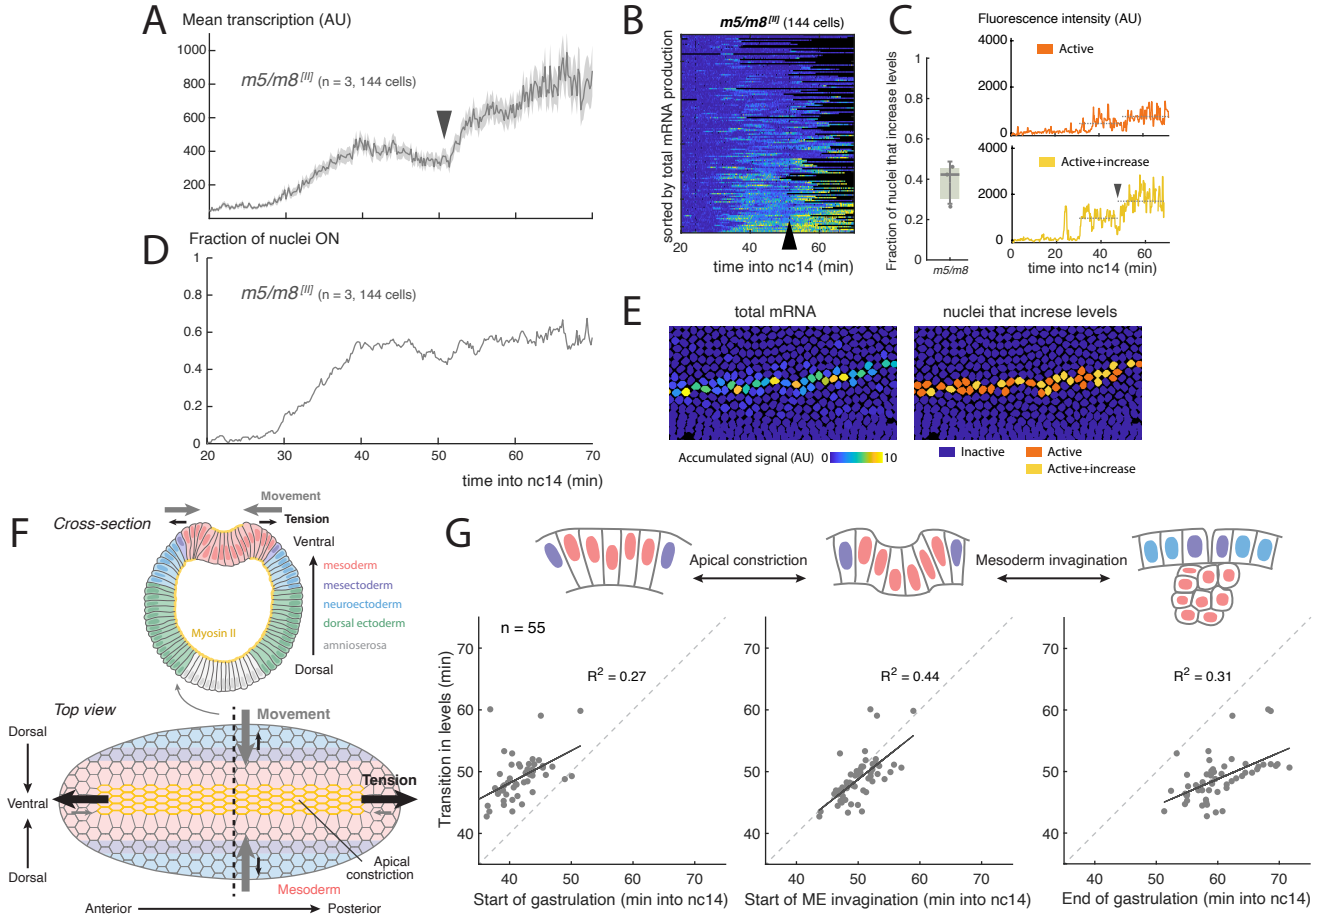 A
Mean transcription (AU)
1000
800
600
400
200
m5/m8 [II] (n = 3, 144 cells)
B
m5/m8 [II] (144 cells)
sorted by total mRNA production
20
40
60
time into nc14 (min)
C
Fraction of nuclei that increase levels
1
0.8
0.6
0.4
0.2
0
m5/m8
Fluorescence intensity (AU)
4000
2000
0
Active
4000
2000
0
Active+increase
0
20
40
60
time into nc14 (min)
D
Fraction of nuclei ON
1
0.8
0.6
0.4
0.2
0
m5/m8 [II] (n = 3, 144 cells)
20
30
40
50
60
70
time into nc14 (min)
E
total mRNA
nuclei that increse levels
Accumulated signal (AU)
0
10
Inactive
Active
Active+increase
F
Cross-section
Movement
Tension
Ventral
mesoderm
mesectoderm
neuroectoderm
dorsal ectoderm
amnioserosa
Dorsal
Myosin II
Top view
Movement
Dorsal
Ventral
Dorsal
Tension
Apical
constriction
Mesoderm
Anterior
Posterior
G
Apical constriction
Mesoderm invagination
n = 55
Transition in levels (min)
R² = 0.27
70
60
50
40
40
50
60
70
Start of gastrulation (min into nc14)
R² = 0.44
70
60
50
40
40
50
60
70
Start of ME invagination (min into nc14)
R² = 0.31
70
60
50
40
40
50
60
70
End of gastrulation (min into nc14)